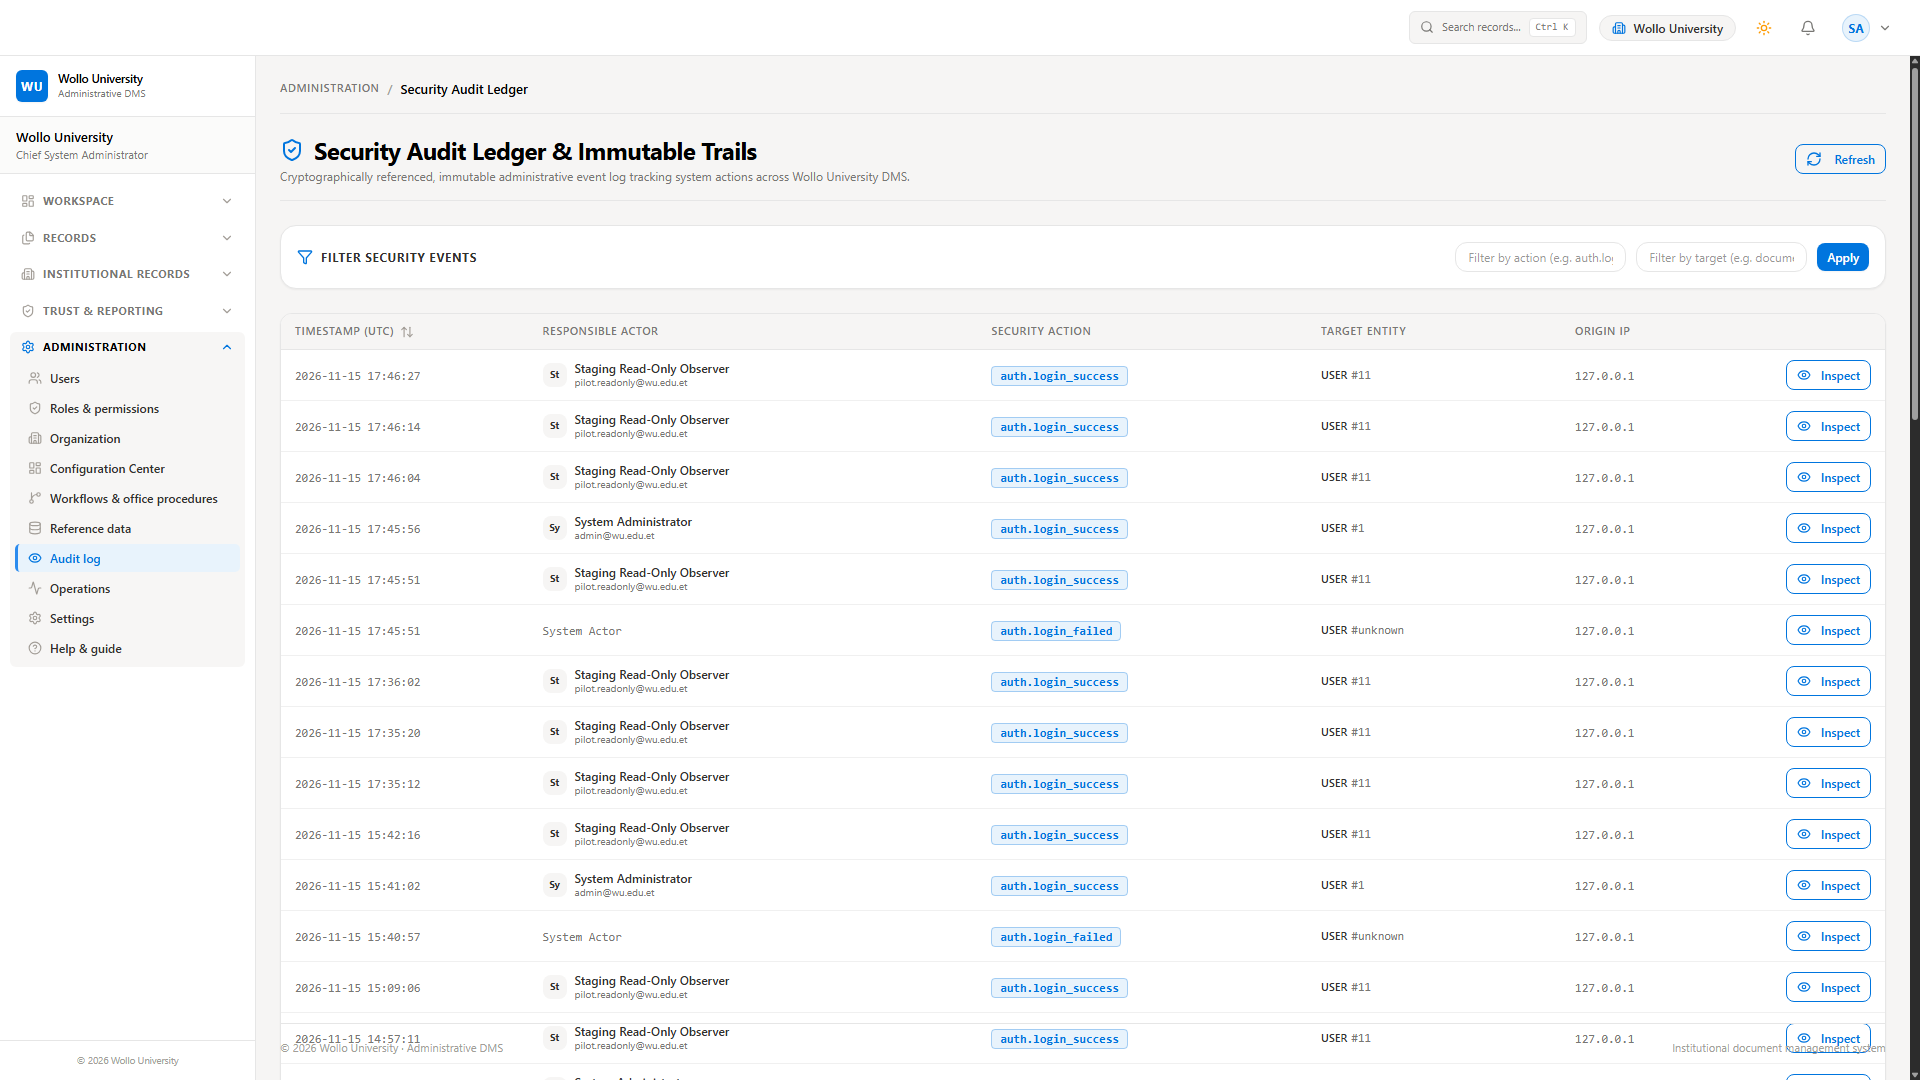 Search records... Ctrl K
Wollo University
SA
WU
Wollo University
Administrative DMS
Wollo University
Chief System Administrator
WORKSPACE
RECORDS
INSTITUTIONAL RECORDS
TRUST & REPORTING
ADMINISTRATION
Users
Roles & permissions
Organization
Configuration Center
Workflows & office procedures
Reference data
Audit log
Operations
Settings
Help & guide
© 2026 Wollo University
ADMINISTRATION / Security Audit Ledger
Security Audit Ledger & Immutable Trails
Cryptographically referenced, immutable administrative event log tracking system actions across Wollo University DMS.
Refresh
FILTER SECURITY EVENTS
Filter by action (e.g. auth.lo
Filter by target (e.g. docum
Apply
TIMESTAMP (UTC) RESPONSIBLE ACTOR SECURITY ACTION TARGET ENTITY ORIGIN IP
2026-11-15 17:46:27 St Staging Read-Only Observer auth.login_success USER #11 127.0.0.1 Inspect
pilot.readonly@wu.edu.et
2026-11-15 17:46:14 St Staging Read-Only Observer auth.login_success USER #11 127.0.0.1 Inspect
pilot.readonly@wu.edu.et
2026-11-15 17:46:04 St Staging Read-Only Observer auth.login_success USER #11 127.0.0.1 Inspect
pilot.readonly@wu.edu.et
2026-11-15 17:45:56 Sy System Administrator auth.login_success USER #1 127.0.0.1 Inspect
admin@wu.edu.et
2026-11-15 17:45:51 St Staging Read-Only Observer auth.login_success USER #11 127.0.0.1 Inspect
pilot.readonly@wu.edu.et
2026-11-15 17:45:51 System Actor auth.login_failed USER #unknown 127.0.0.1 Inspect
2026-11-15 17:36:02 St Staging Read-Only Observer auth.login_success USER #11 127.0.0.1 Inspect
pilot.readonly@wu.edu.et
2026-11-15 17:35:20 St Staging Read-Only Observer auth.login_success USER #11 127.0.0.1 Inspect
pilot.readonly@wu.edu.et
2026-11-15 17:35:12 St Staging Read-Only Observer auth.login_success USER #11 127.0.0.1 Inspect
pilot.readonly@wu.edu.et
2026-11-15 15:42:16 St Staging Read-Only Observer auth.login_success USER #11 127.0.0.1 Inspect
pilot.readonly@wu.edu.et
2026-11-15 15:41:02 Sy System Administrator auth.login_success USER #1 127.0.0.1 Inspect
admin@wu.edu.et
2026-11-15 15:40:57 System Actor auth.login_failed USER #unknown 127.0.0.1 Inspect
2026-11-15 15:09:06 St Staging Read-Only Observer auth.login_success USER #11 127.0.0.1 Inspect
pilot.readonly@wu.edu.et
2026-11-15 14:57:11 St Staging Read-Only Observer auth.login_success USER #11 127.0.0.1 Inspect
pilot.readonly@wu.edu.et
© 2026 Wollo University · Administrative DMS
Institutional document management system